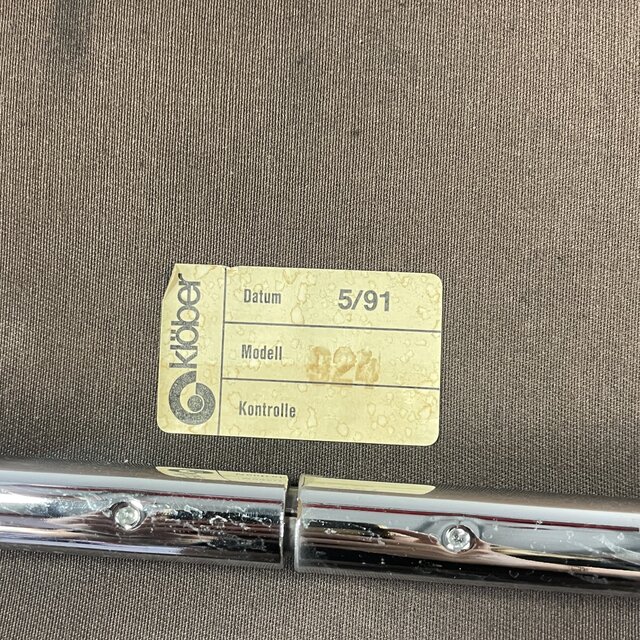 klöber
Datum 5/91
Modell
Kontrolle